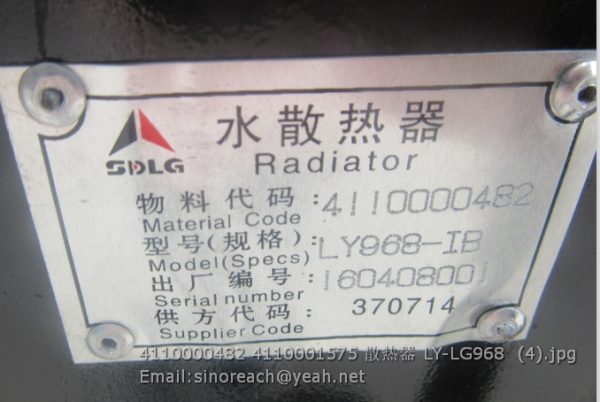 水散热器
SDLG
Radiator
物料代码: 4110000482
Material Code
型号(规格): LY968-IB
Model(Specs)
出厂编号: 160408001
Serial number
供方代码: 370714
Supplier Code
4110000482 4110001575 散热器 LY-LG968 (4).jpg
Email:sinoreach@yeah.net